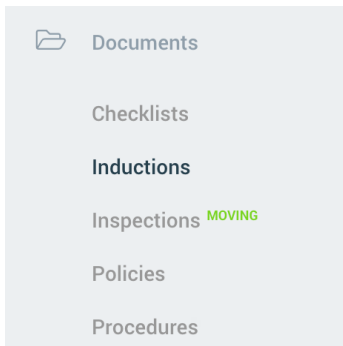 Documents
Checklists
Inductions
Inspections MOVING
Policies
Procedures